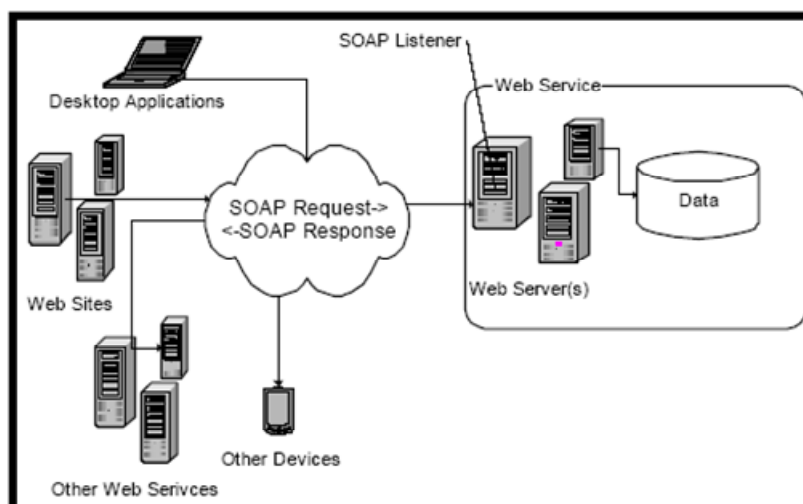 SOAP Listener
Desktop Applications
Web Service
SOAP Request->
<-SOAP Response
Data
Web Sites
Web Server(s)
Other Devices
Other Web Serivces